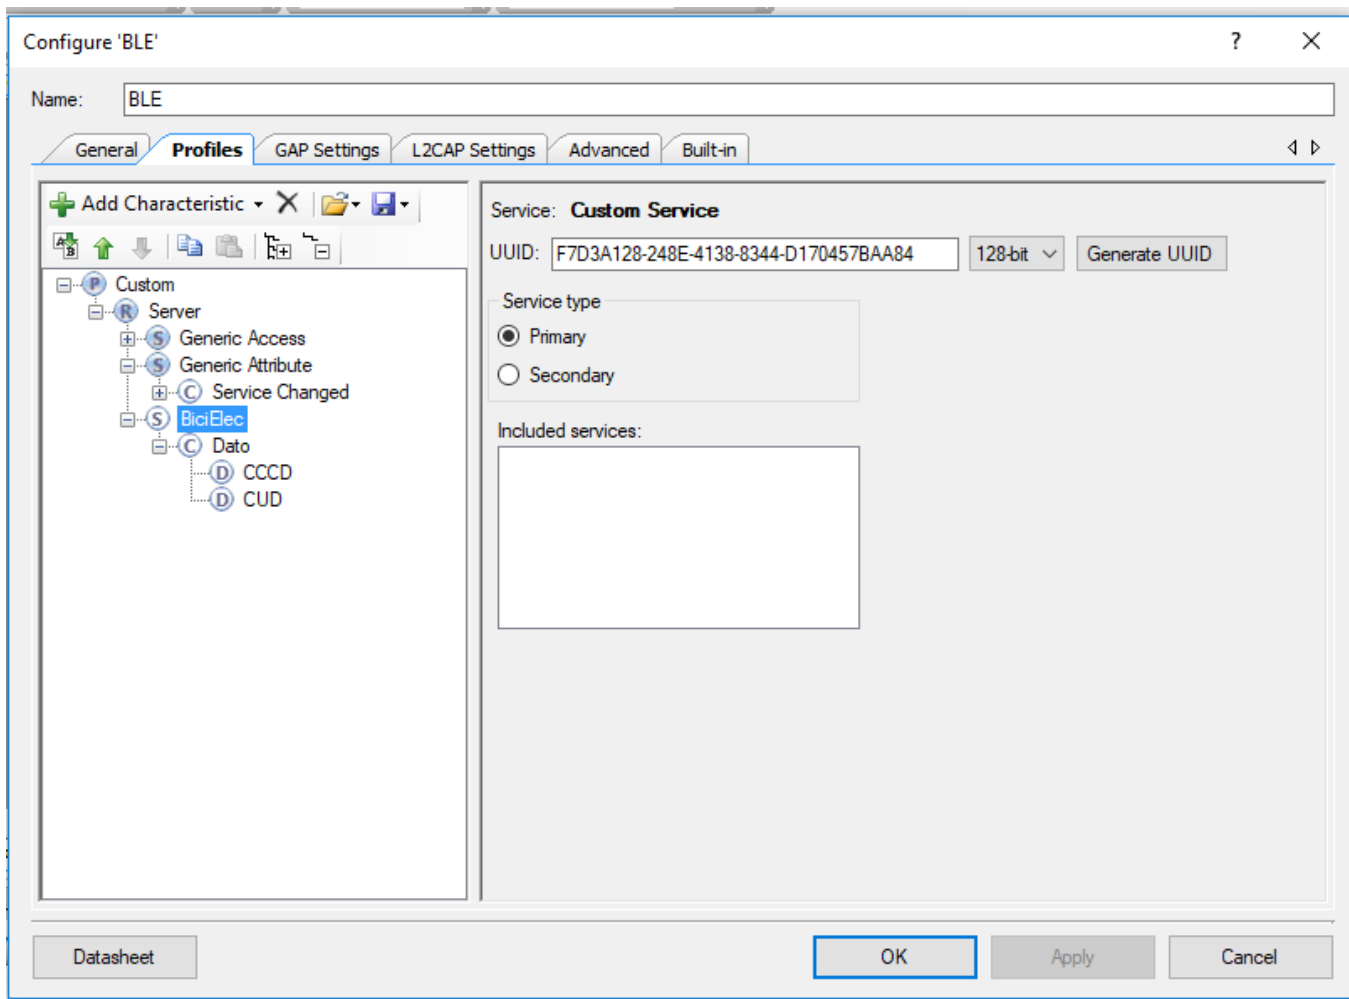 Configure 'BLE'
?
Name: BLE
General Profiles GAP Settings L2CAP Settings Advanced Built-in
Add Characteristic
Custom
P
Server
R
Generic Access
S
Generic Attribute
S
Service Changed
C
BiciElec
S
Dato
C
CCCD
D
CUD
D
Service: Custom Service
UUID: F7D3A128-248E-4138-8344-D170457BAA84 128-bit Generate UUID
Service type
Primary
Secondary
Included services:
Datasheet OK Apply Cancel